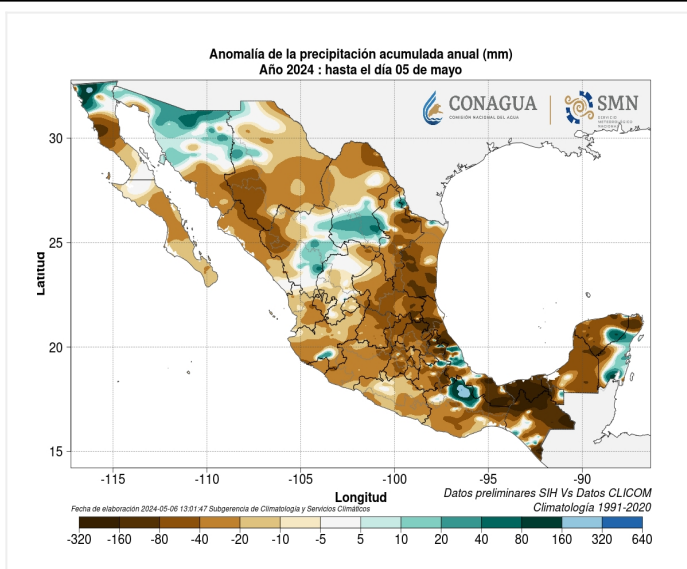 Anomalía de la precipitación acumulada anual (mm)
Año 2024 : hasta el día 05 de mayo
CONAGUA
COMISIÓN NACIONAL DEL AGUA
SMN
SERVICIO
METEOROLÓGICO
NACIONAL
30
25
20
15
Latitud
-115 -110 -105 -100 -95 -90
Longitud
Datos preliminares SIH Vs Datos CLICOM
Climatología 1991-2020
Fecha de elaboración 2024-05-06 13:01:47 Subgerencia de Climatología y Servicios Climáticos
-320 -160 -80 -40 -20 -10 -5 5 10 20 40 80 160 320 640